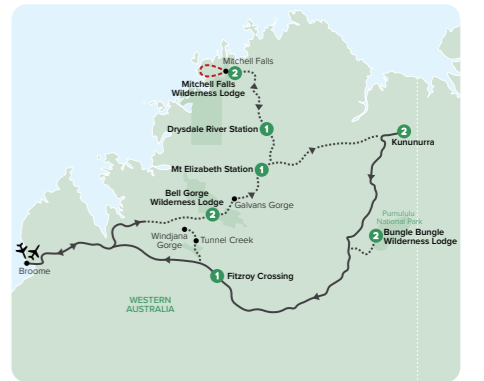 Mitchell Falls
2
Mitchell Falls
Wilderness Lodge
Drysdale River Station 1
2
Kununurra
Mt Elizabeth Station 1
Bell Gorge
Wilderness Lodge
2
Galvans Gorge
Purnululu
National Park
Windjana
Gorge
Tunnel Creek
2 Bungle Bungle
Wilderness Lodge
Broome
1 Fitzroy Crossing
WESTERN
AUSTRALIA